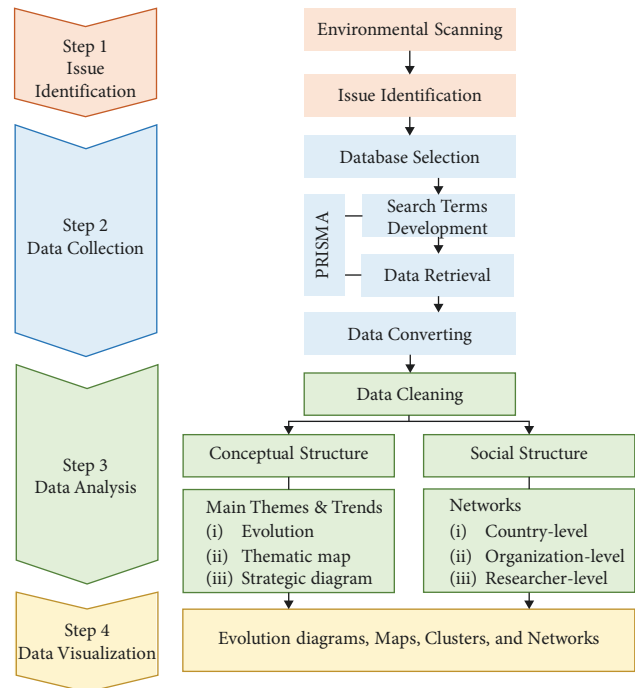 Step 1
Issue
Identification
Environmental Scanning
Issue Identification
Step 2
Data Collection
Database Selection
PRISMA
Search Terms
Development
Data Retrieval
Data Converting
Step 3
Data Analysis
Data Cleaning
Conceptual Structure
Main Themes & Trends
(i) Evolution
(ii) Thematic map
(iii) Strategic diagram
Social Structure
Networks
(i) Country-level
(ii) Organization-level
(iii) Researcher-level
Step 4
Data Visualization
Evolution diagrams, Maps, Clusters, and Networks